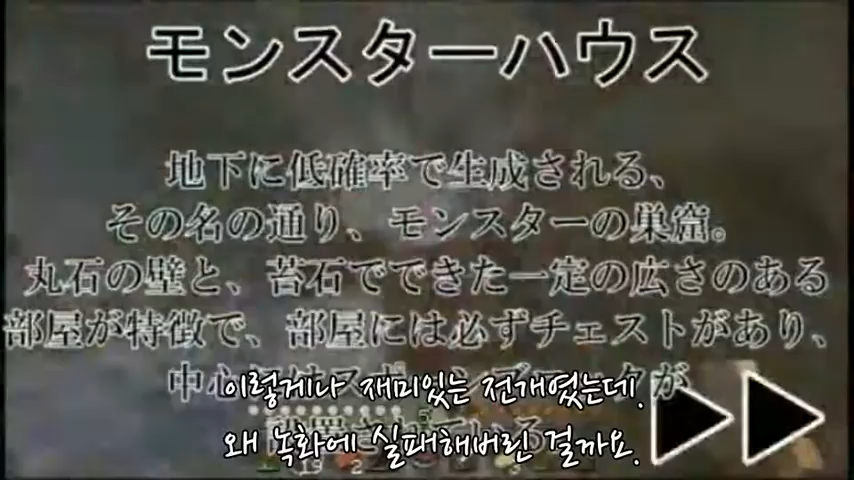 モンスターハウス
地下に低確率で生成される、
その名の通り、モンスターの巣窟。
丸石の壁と、苔石でできた一定の広さのある
部屋が特徴で、部屋には必ずチェストがあり、
中心
이렇게나 재미있는 전개였는데.
왜 녹화에 실패해버린 걸까요.
19 2